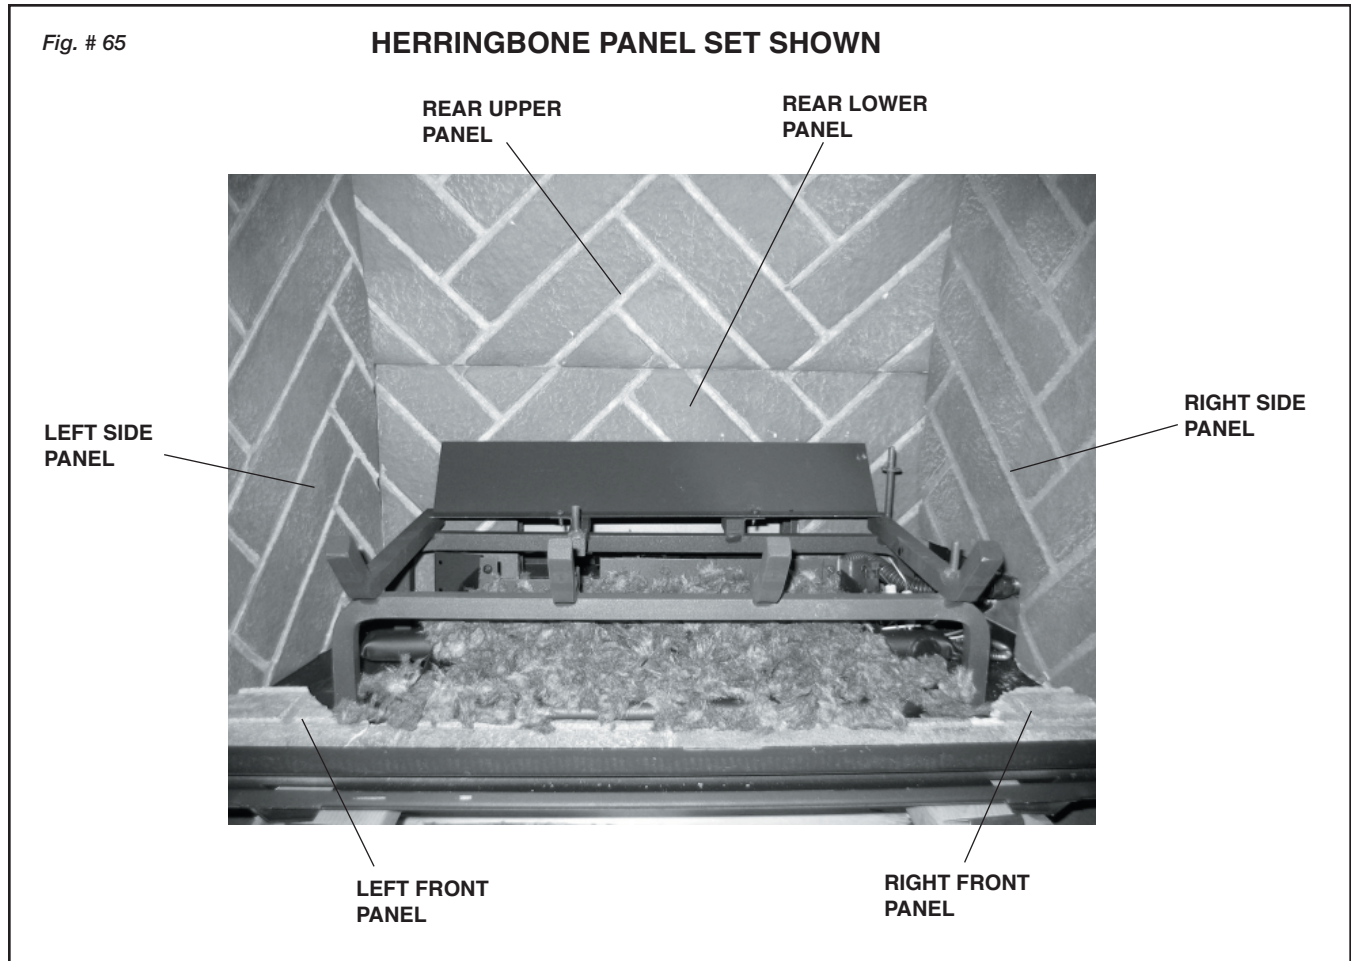 Fig. # 65
HERRINGBONE PANEL SET SHOWN
REAR UPPER
PANEL
REAR LOWER
PANEL
LEFT SIDE
PANEL
RIGHT SIDE
PANEL
LEFT FRONT
PANEL
RIGHT FRONT
PANEL